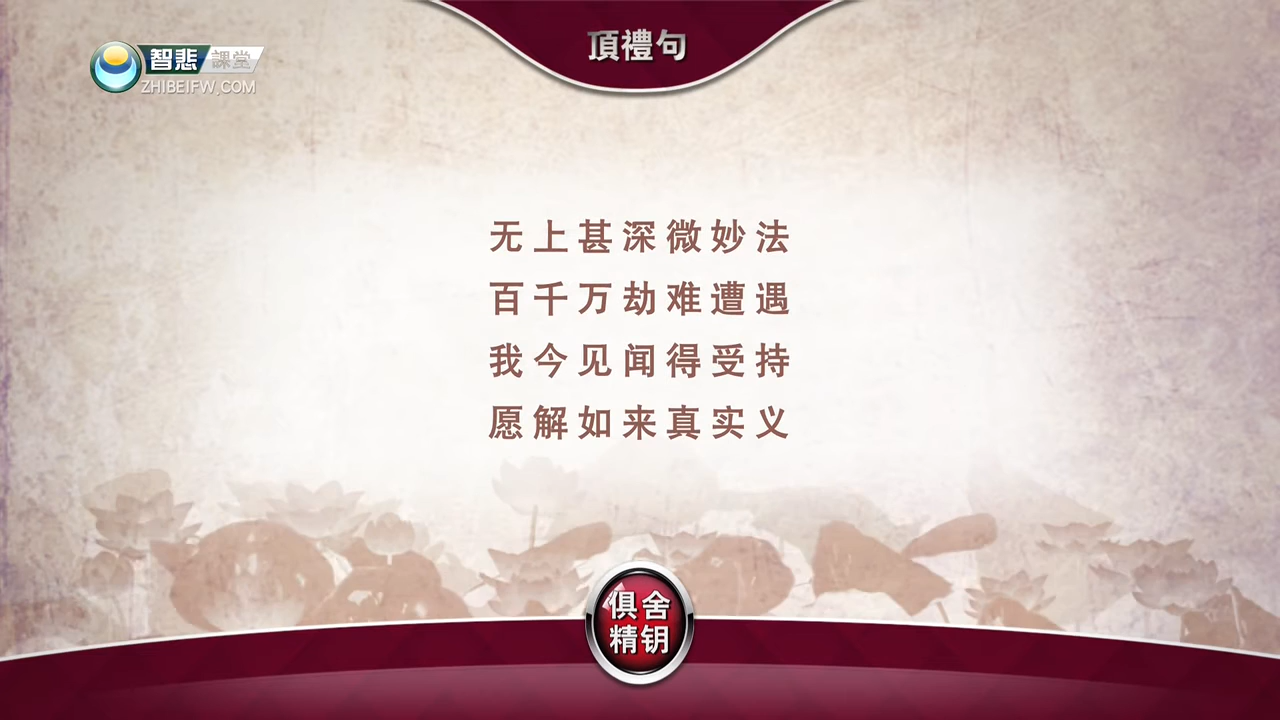 頂禮句
智悲課堂
ZHIBEIFW.COM
无上甚深微妙法
百千万劫难遭遇
我今见闻得受持
愿解如来真实义
俱舍
精钥